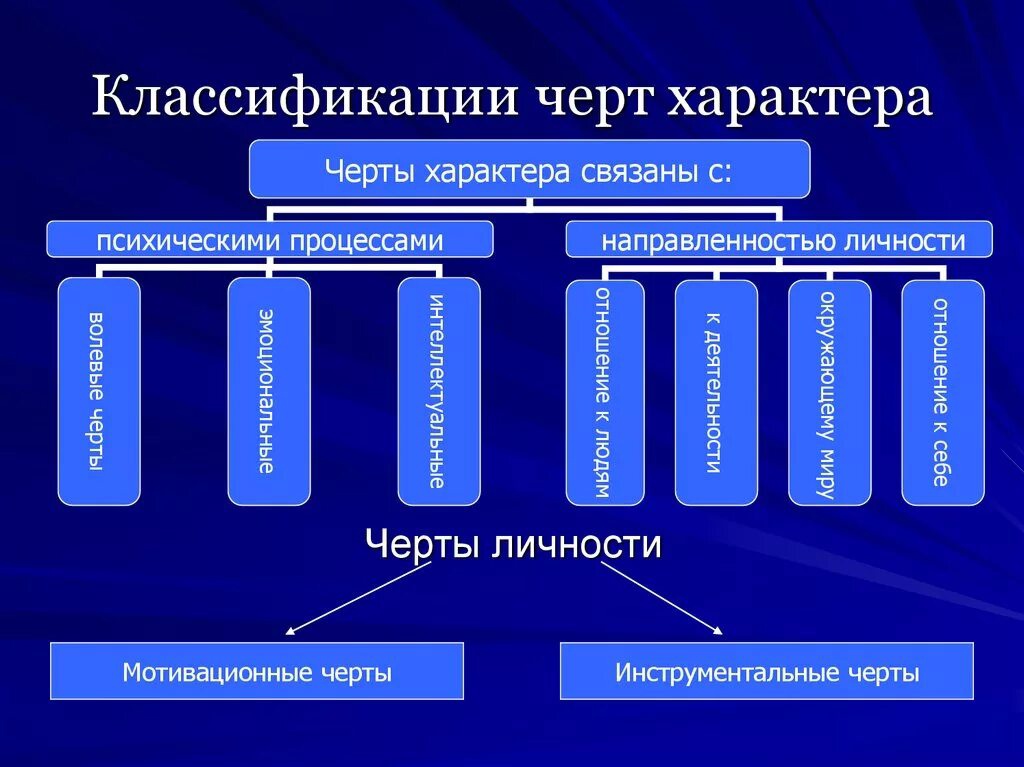 Классификации черт характера
Черты характера связаны с:
психическими процессами
направленностью личности
волевые черты
эмоциональные
интеллектуальные
отношение к людям
к деятельности
окружающему миру
отношение к себе
Черты личности
Мотивационные черты
Инструментальные черты